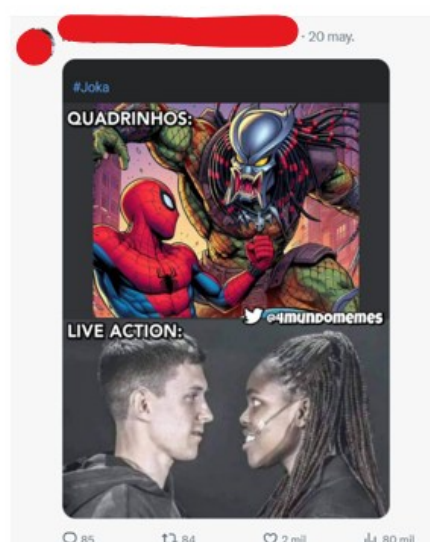 · 20 may.
#Joka
QUADRINHOS:
@4mundomemes
LIVE ACTION:
85
84
2 mil
80 mil